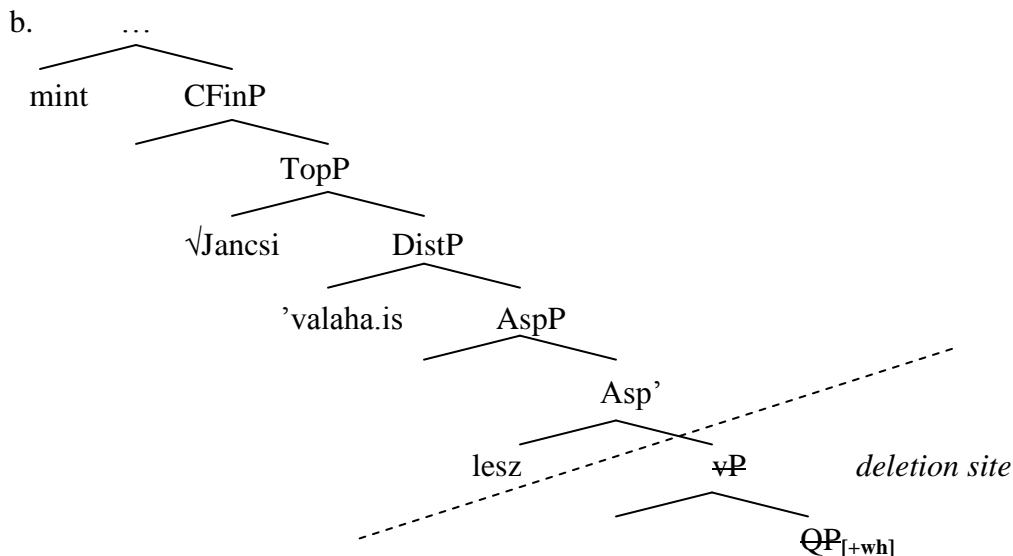 b. …
mint CFinP
TopP
√Jancsi DistP
’valaha.is AspP
Asp’
lesz vP deletion site
QP[+wh]